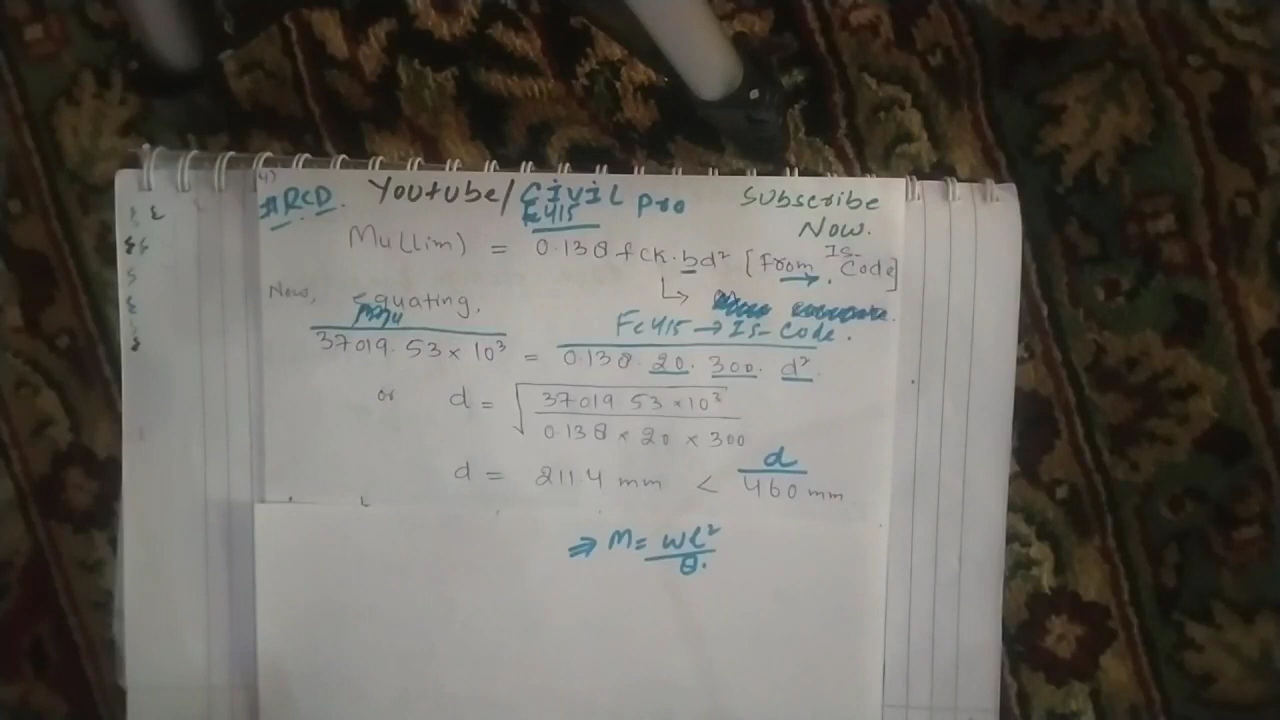 4)
⇒ RCD. Youtube/Civil Pro Subscribe Now.
Fe415
Mu(lim) = 0.138 fck.bd² [From IS- Code]
Now, Equating,
Fe415 → IS- Code.
37019.53 × 10³ = 0.138. 20. 300. d²
or d = √(37019.53 × 10³ / 0.138 × 20 × 300)
d = 211.4 mm < 460 mm
d
⇒ M = wl²/8.